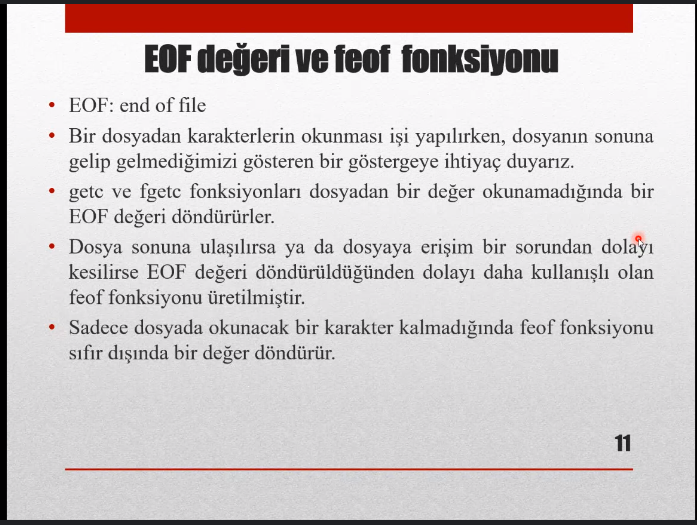 EOF değeri ve feof fonksiyonu
• EOF: end of file
• Bir dosyadan karakterlerin okunması işi yapılırken, dosyanın sonuna
gelip gelmediğimizi gösteren bir göstergeye ihtiyaç duyarız.
• getc ve fgetc fonksiyonları dosyadan bir değer okunamadığında bir
EOF değeri döndürürler.
• Dosya sonuna ulaşılırsa ya da dosyaya erişim bir sorundan dolayı
kesilirse EOF değeri döndürüldüğünden dolayı daha kullanışlı olan
feof fonksiyonu üretilmiştir.
• Sadece dosyada okunacak bir karakter kalmadığında feof fonksiyonu
sıfır dışında bir değer döndürür.
11